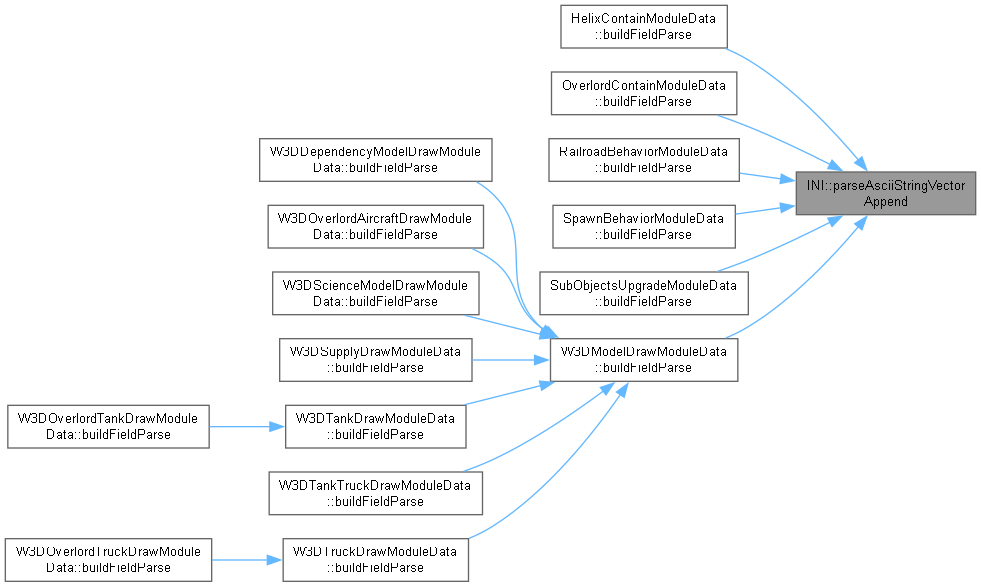 HelixContainModuleData
::buildFieldParse
OverlordContainModuleData
::buildFieldParse
W3DDependencyModelDrawModule
Data::buildFieldParse
RailroadBehaviorModuleData
::buildFieldParse
INI::parseAsciiStringVector
Append
W3DOverlordAircraftDrawModule
Data::buildFieldParse
SpawnBehaviorModuleData
::buildFieldParse
W3DScienceModelDrawModule
Data::buildFieldParse
SubObjectsUpgradeModuleData
::buildFieldParse
W3DSupplyDrawModuleData
::buildFieldParse
W3DModelDrawModuleData
::buildFieldParse
W3DOverlordTankDrawModule
Data::buildFieldParse
W3DTankDrawModuleData
::buildFieldParse
W3DTankTruckDrawModuleData
::buildFieldParse
W3DOverlordTruckDrawModule
Data::buildFieldParse
W3DTruckDrawModuleData
::buildFieldParse